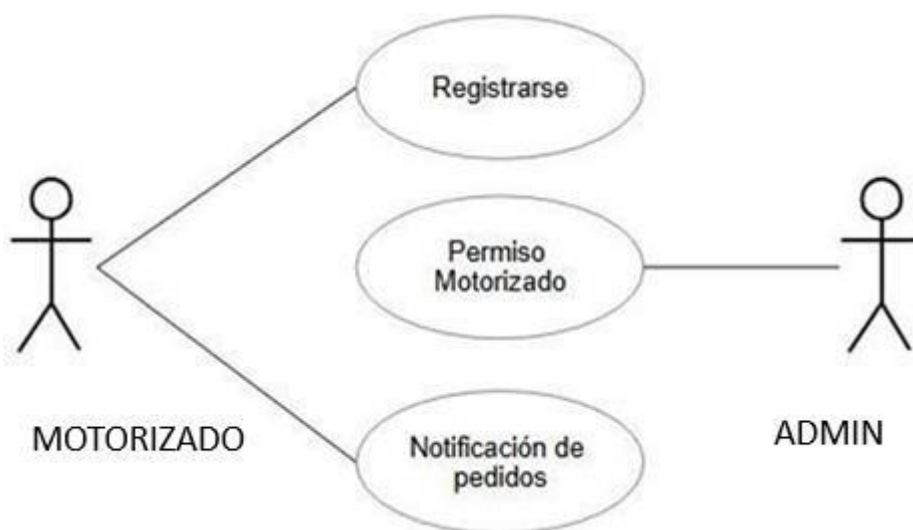 Registrarse
Permiso
Motorizado
MOTORIZADO
ADMIN
Notificación de
pedidos